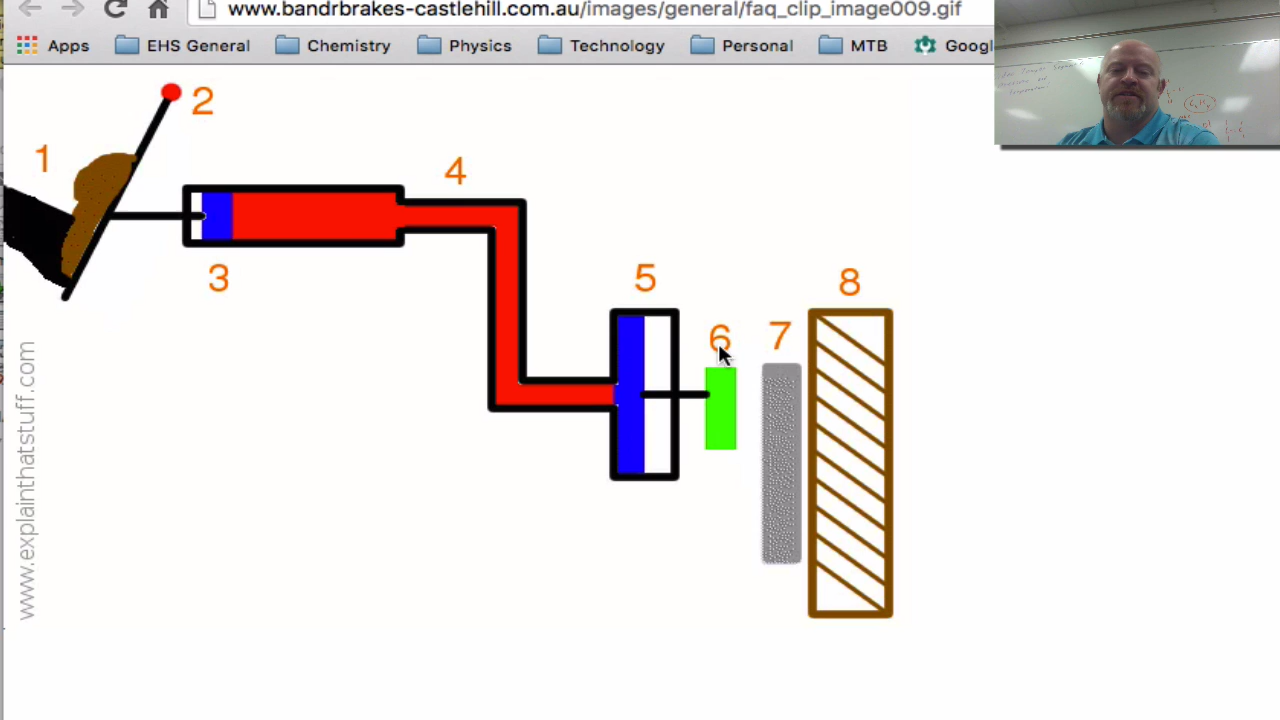 www.bandrbrakes-castlehill.com.au/images/general/faq_clip_image009.gif
Apps EHS General Chemistry Physics Technology Personal MTB Googl
2
1
4
3
5
8
6
7
www.explainthatstuff.com